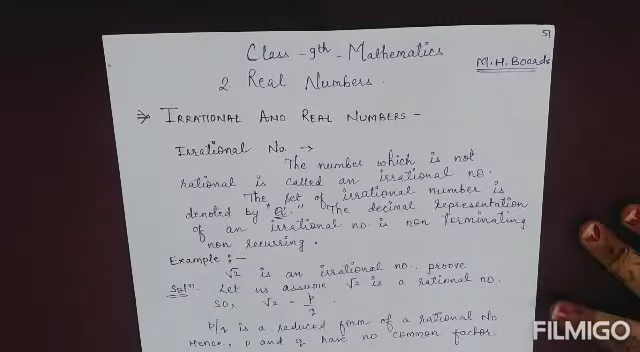 51
Class - 9th - Mathematics
M.H. Boards
2 Real Numbers.
IRRATIONAL AND REAL NUMBERS -
Irrational No →
The number which is not
rational is called an irrational no.
The set of irrational number is
denoted by "Q'." The decimal representation
of an irrational no. is non terminating
non recurring.
Example :-
√2 is an irrational no. proove
Solⁿ. Let us assume √2 is a rational no.
so, √2 = p/q.
p/q is a reduced form of a rational No
Hence, p and q have no common factor
FILMIGO